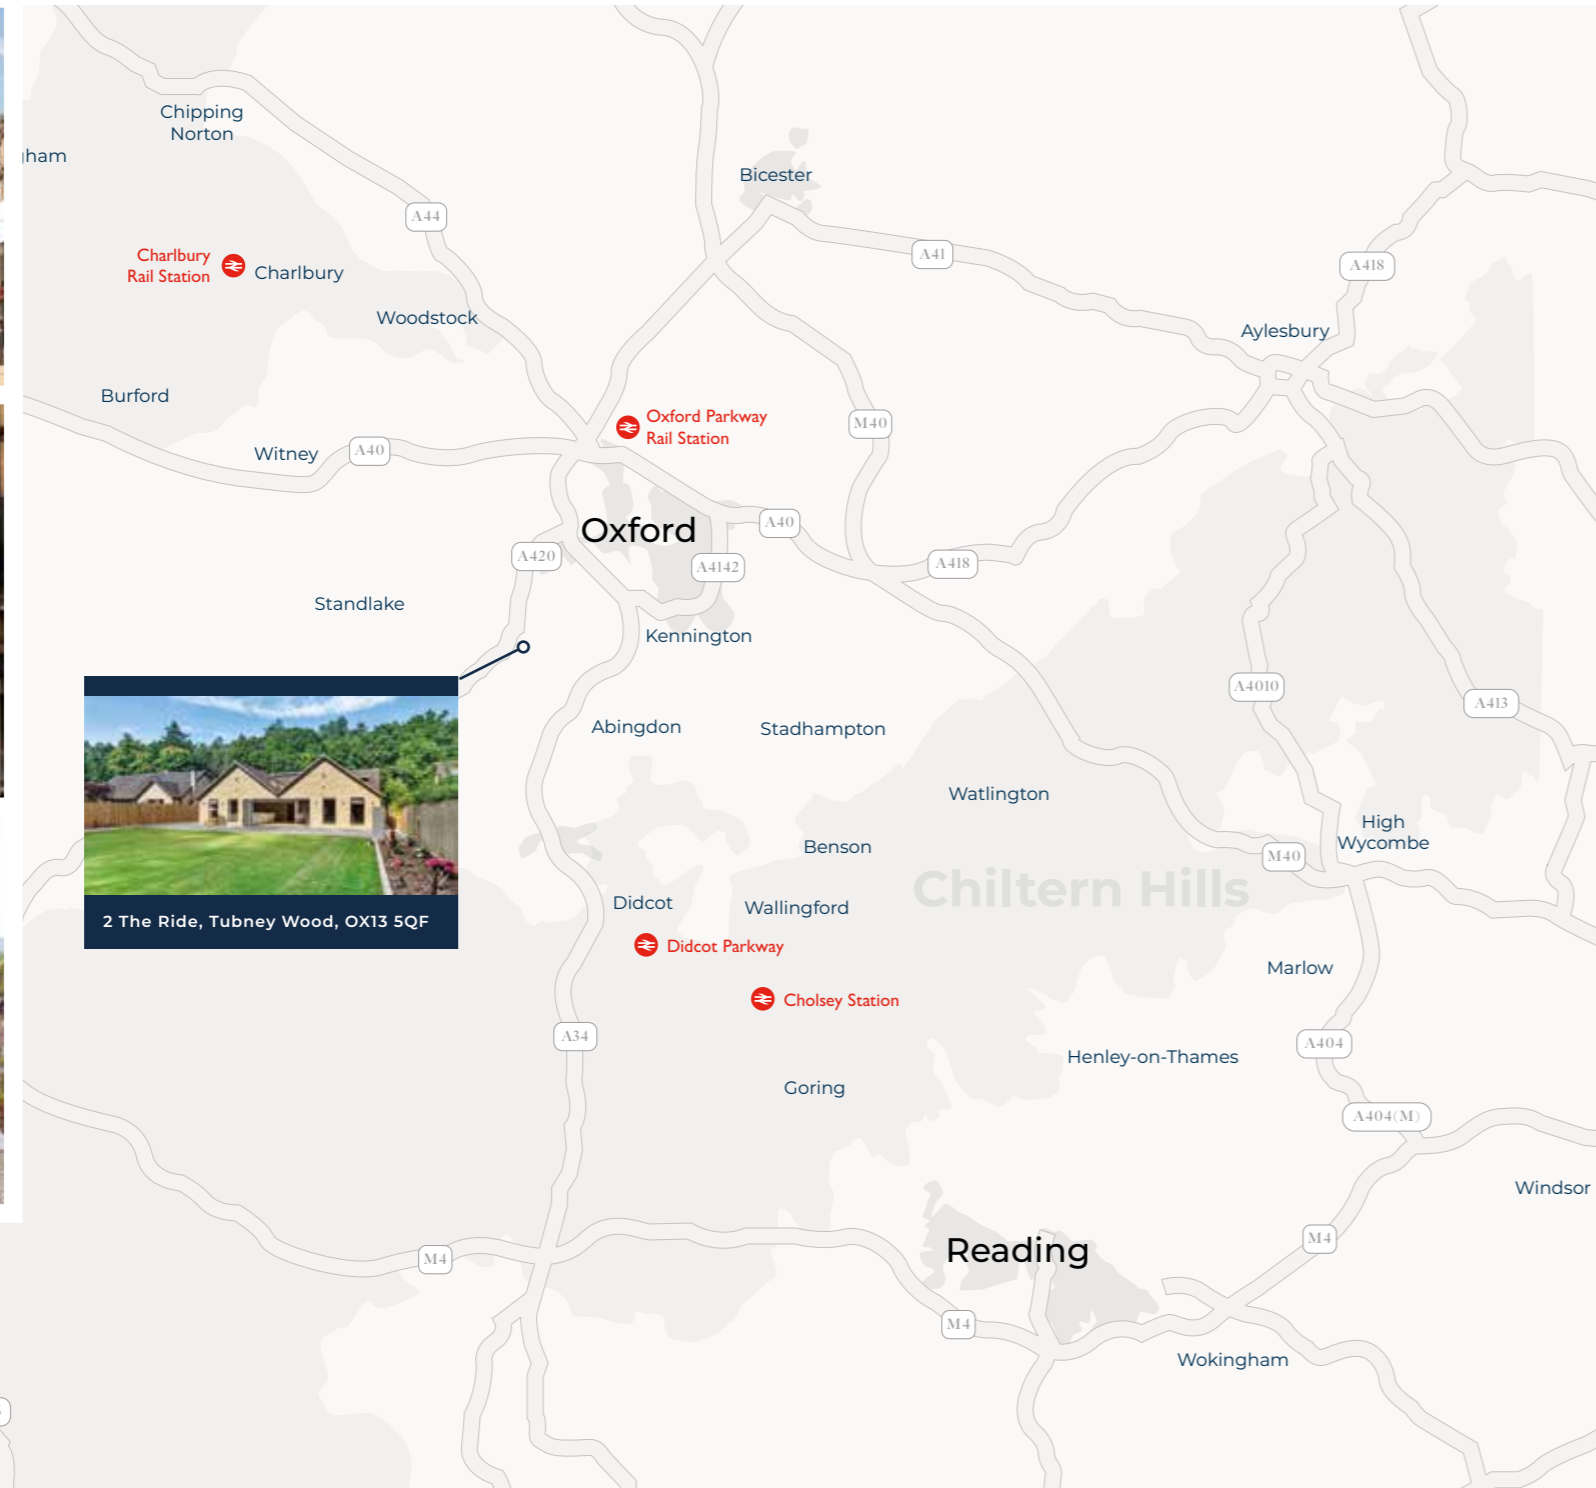 Chipping
Norton
Bicester
A44
A41
A418
Charlbury
Rail Station
Charlbury
Woodstock
Aylesbury
Burford
Oxford Parkway
Rail Station
M40
Witney
A40
Oxford
A40
A420
A4142
A418
Standlake
Kennington
A4010
A413
Abingdon
Stadhampton
Watlington
High
Wycombe
Benson
M40
Chiltern Hills
Didcot
Wallingford
2 The Ride, Tubney Wood, OX13 5QF
Didcot Parkway
Marlow
Cholsey Station
A34
A404
Henley-on-Thames
Goring
A404(M)
Windsor
M4
Reading
M4
M4
Wokingham